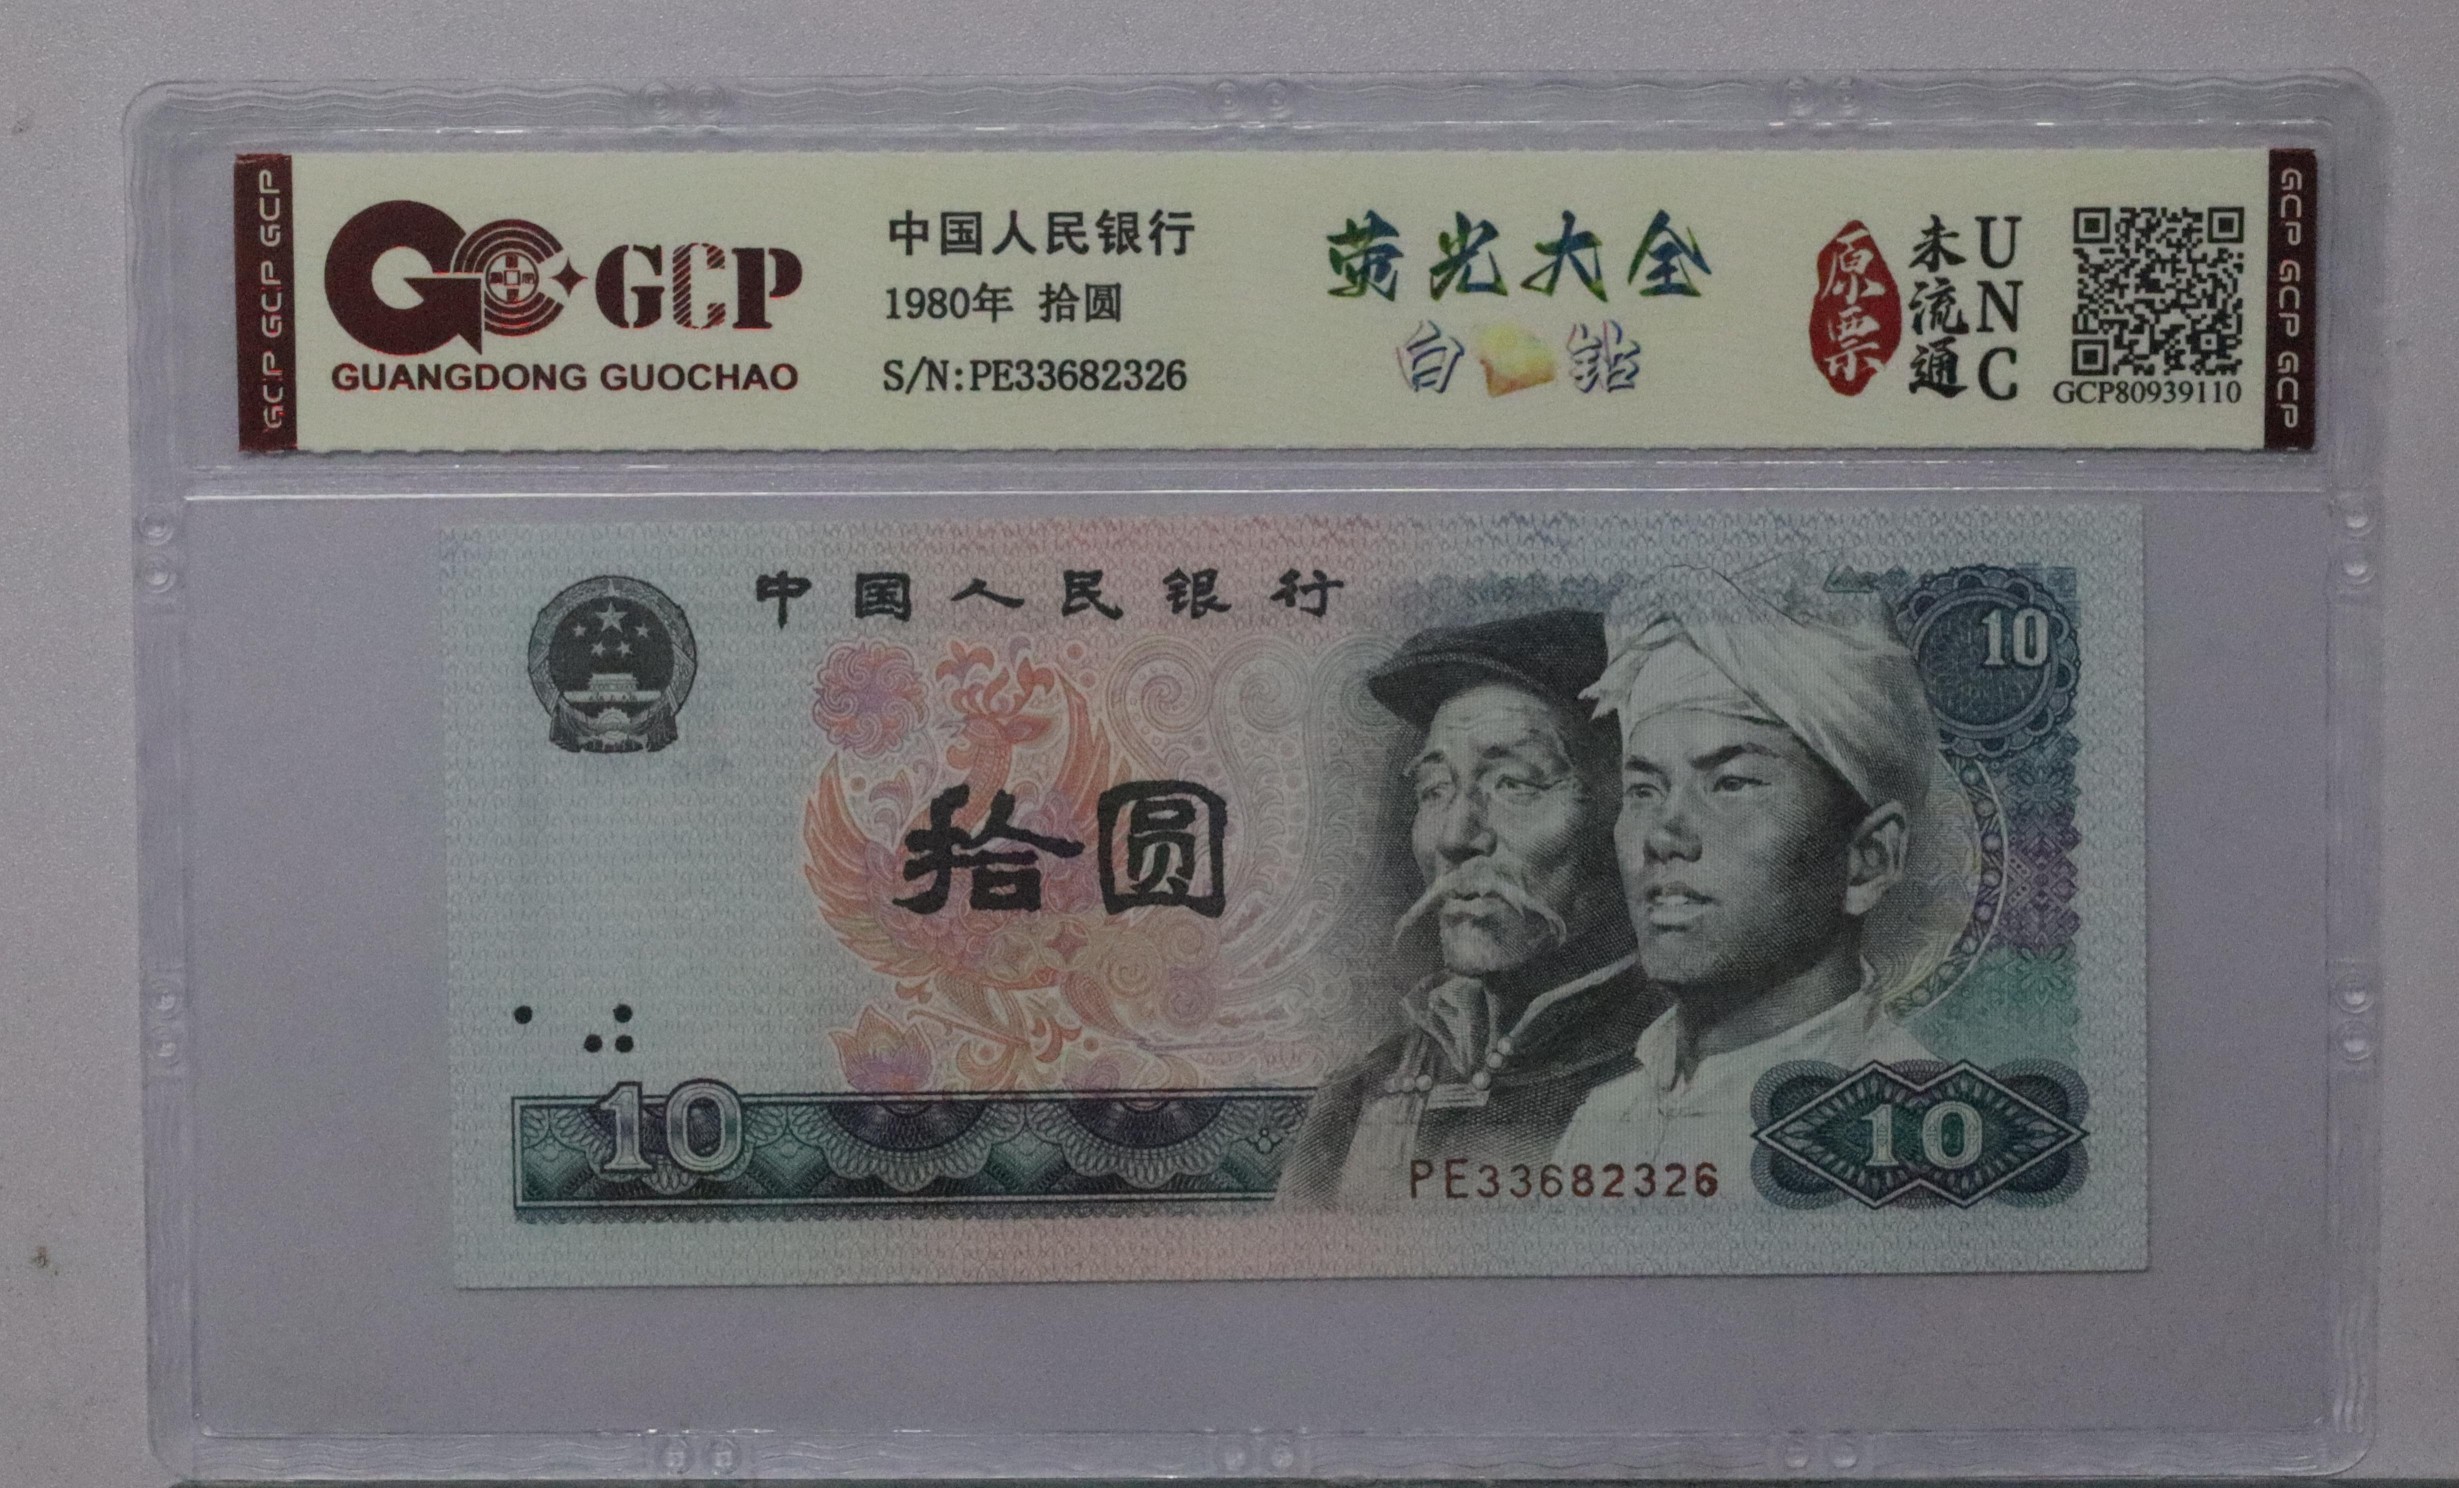 GCP GCP GCP
GCP
GUANGDONG GUOCHAO
中国人民银行
1980年 拾圆
S/N:PE33682326
荧光大全
白钻
原票
未流通
UNC
GCP80939110
GCP GCP GCP
中国人民银行
10
拾圆
10
PE33682326
10